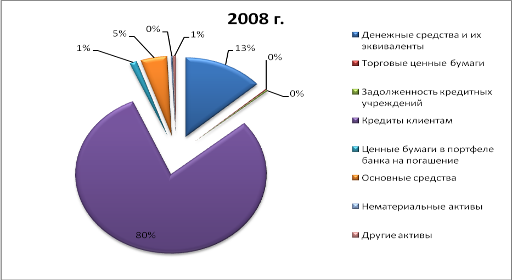 2008 г.
0%
1%
5%
13%
1%
0%
0%
80%
Денежные средства и их
эквиваленты
Торговые ценные бумаги
Задолженность кредитных
учреждений
Кредиты клиентам
Ценные бумаги в портфеле
банка на погашение
Основные средства
Нематериальные активы
Другие активы